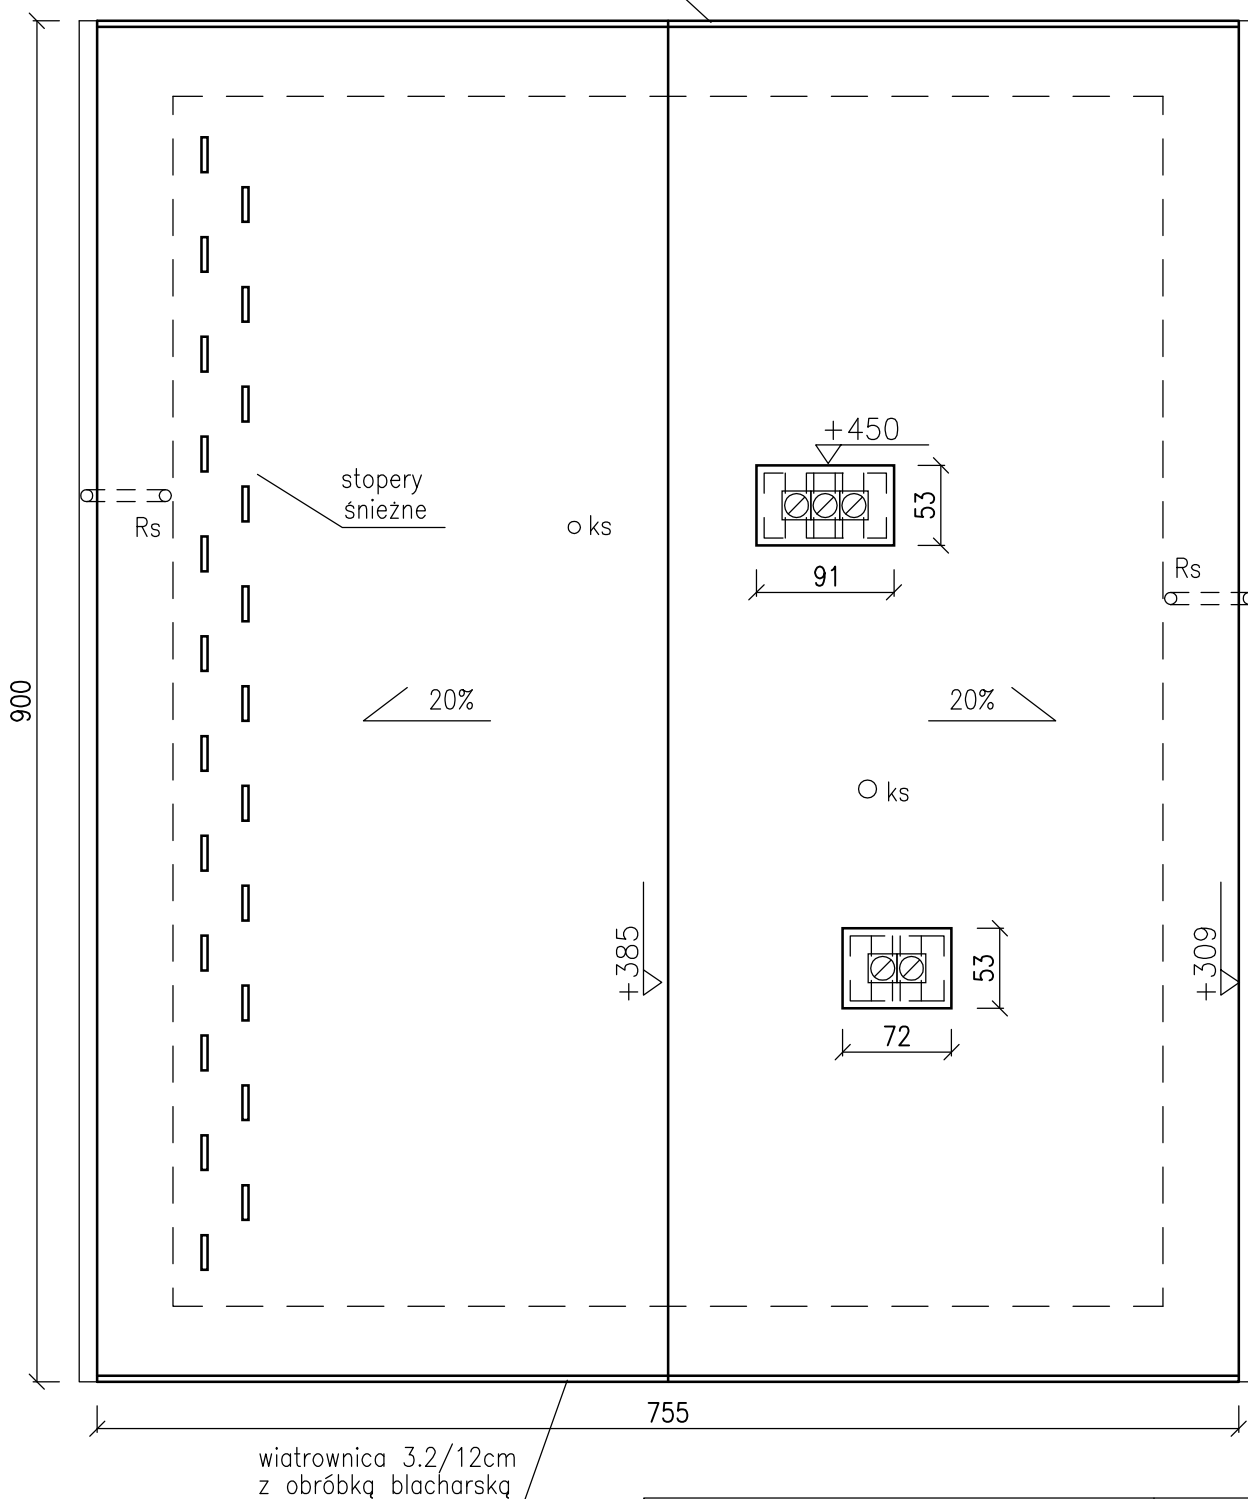 +450
stopery
śnieżne
53
Rs
ks
91
Rs
900
20%
20%
ks
+385
+309
53
72
755
wiatrownica 3.2/12cm
z obróbką blacharską